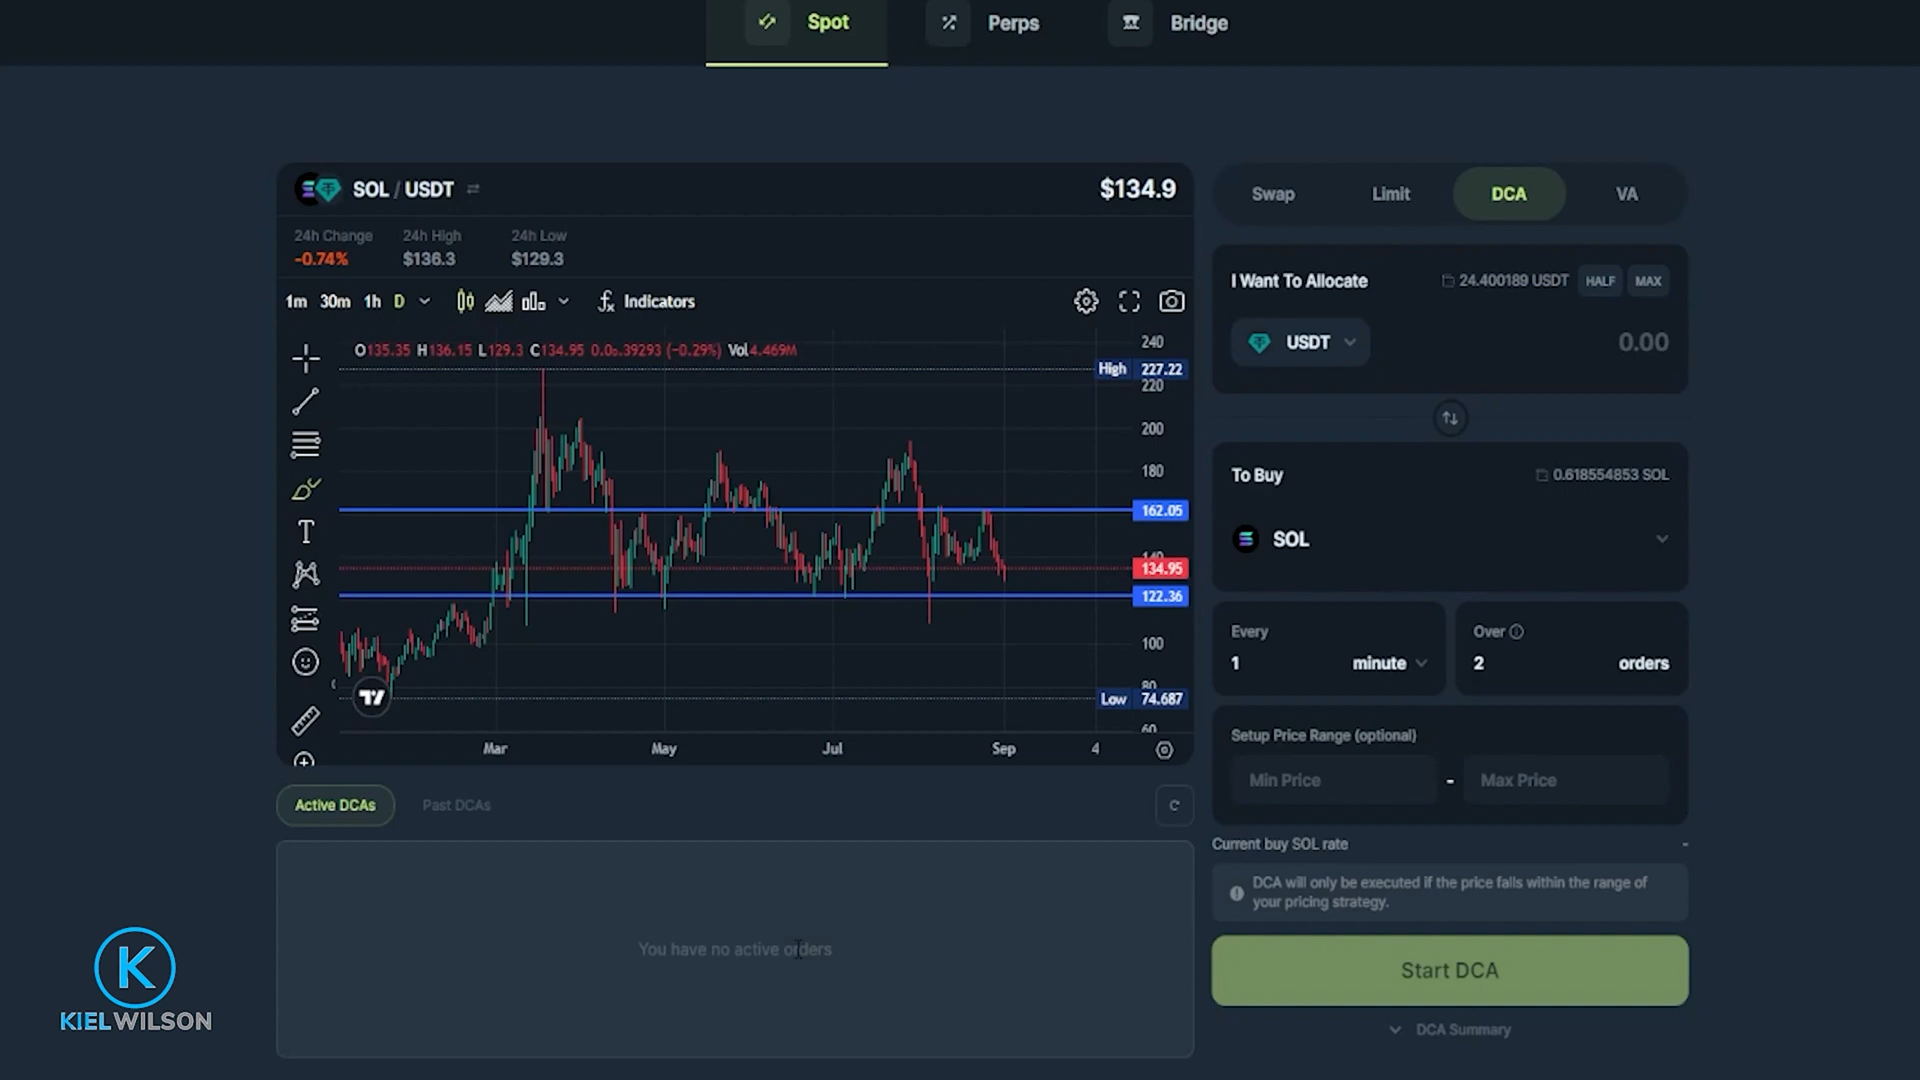 Spot
Perps
Bridge
SOL / USDT
$134.9
24h Change 24h High 24h Low
-0.74% $136.3 $129.3
1m 30m 1h D Indicators
O135.35 H136.15 L129.3 C134.95 (−0.29%) Vol4.469M
240
High 227.22
220
200
180
162.05
140
134.95
122.36
100
80
Low 74.687
60
Mar May Jul Sep 4
Active DCAs Past DCAs
You have no active orders
Swap Limit DCA VA
I Want To Allocate 24.400189 USDT HALF MAX
USDT 0.00
To Buy 0.618554853 SOL
SOL
Every
1 minute
Over
2 orders
Setup Price Range (optional)
Min Price - Max Price
Current buy SOL rate -
DCA will only be executed if the price falls within the range of
your pricing strategy.
Start DCA
DCA Summary
K
KIELWILSON